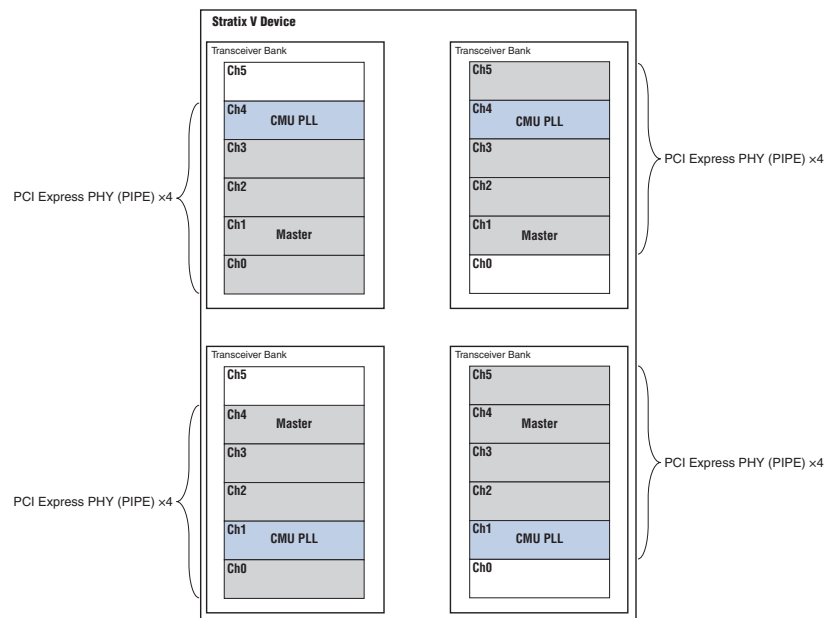 Stratix V Device
Transceiver Bank
Ch5
Ch4
CMU PLL
Ch3
Ch2
Ch1
Master
Ch0
PCI Express PHY (PIPE) ×4
Transceiver Bank
Ch5
Ch4
CMU PLL
Ch3
Ch2
Ch1
Master
Ch0
PCI Express PHY (PIPE) ×4
Transceiver Bank
Ch5
Ch4
Master
Ch3
Ch2
Ch1
CMU PLL
Ch0
PCI Express PHY (PIPE) ×4
Transceiver Bank
Ch5
Ch4
Master
Ch3
Ch2
Ch1
CMU PLL
Ch0
PCI Express PHY (PIPE) ×4